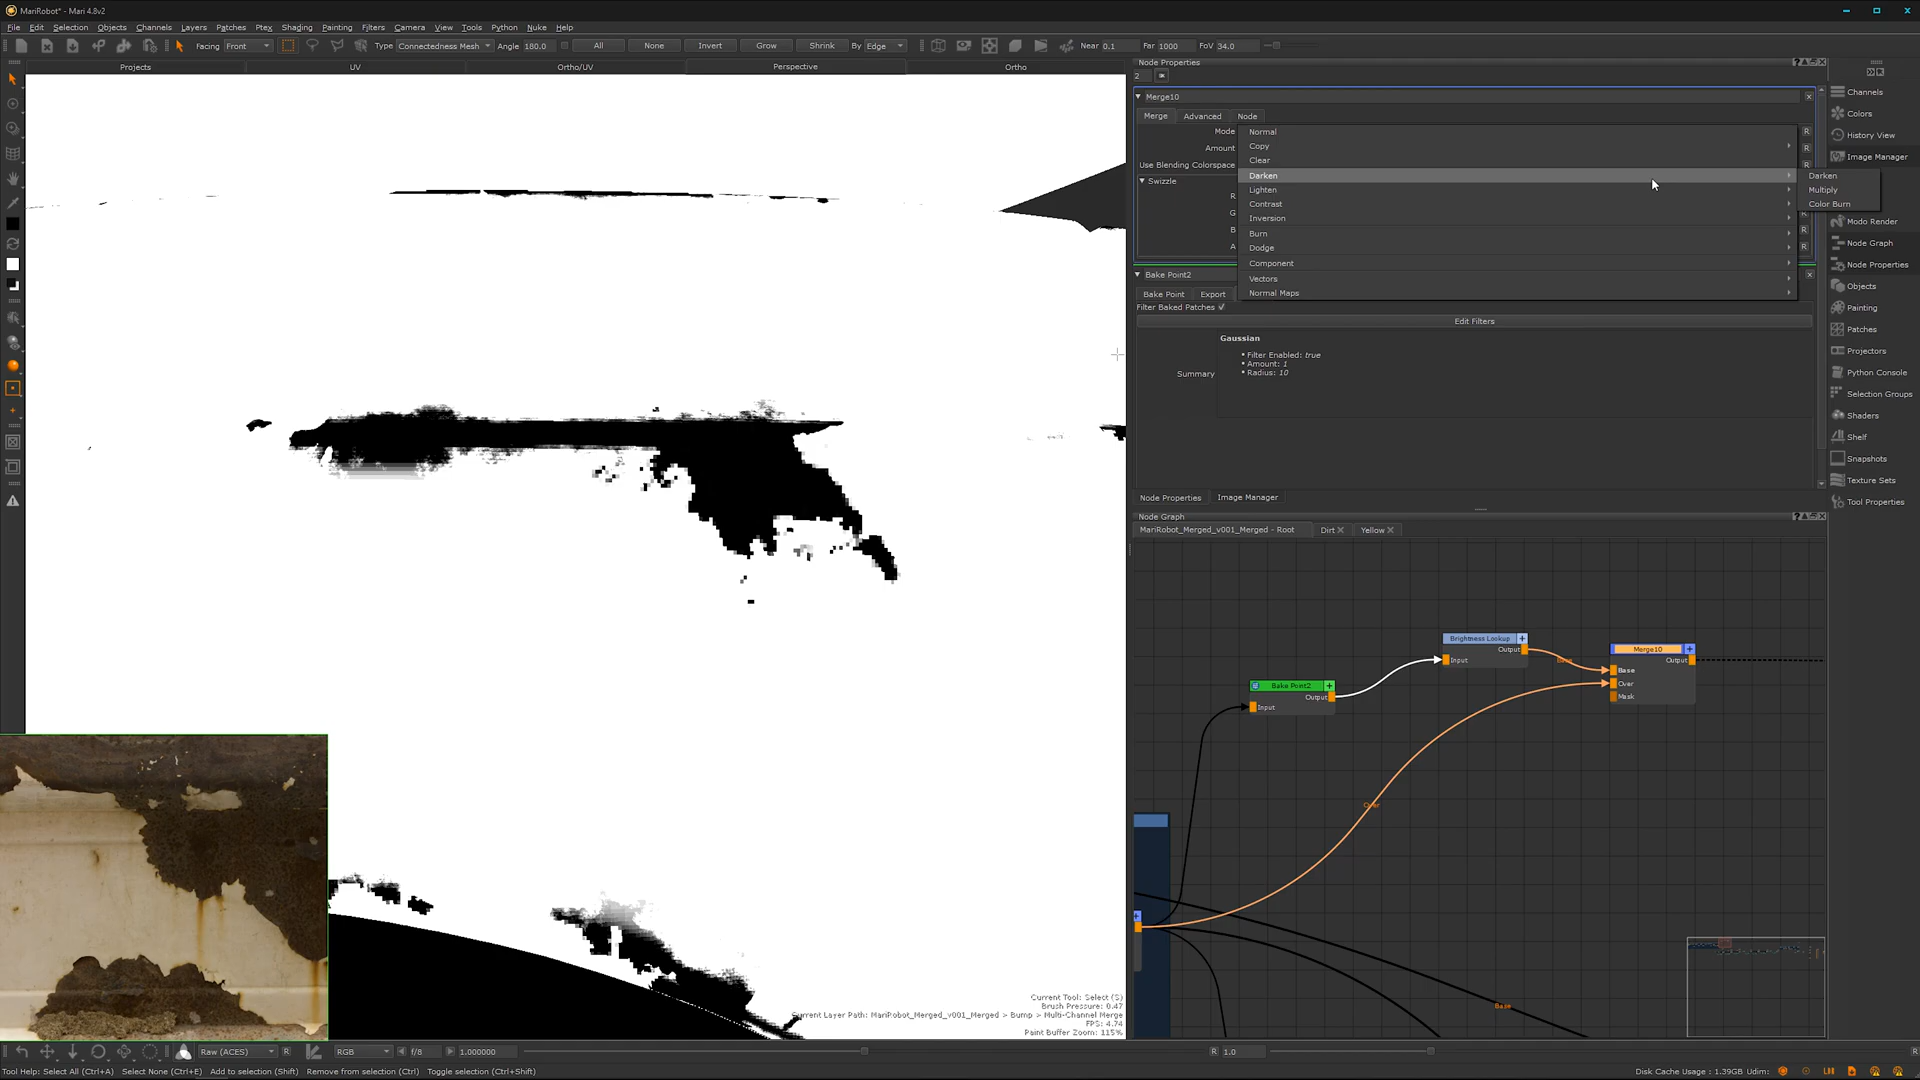 MariRobot* - Mari 4.8v2
File Edit Selection Objects Channels Layers Patches Ptex Shading Painting Filters Camera View Tools Python Nuke Help
Facing Front Type Connectedness Mesh Angle 180.0 All None Invert Grow Shrink By Edge Near 0.1 Far 1000 FoV 34.0
Projects UV Ortho/UV Perspective Ortho
Node Properties
2
Merge10
Merge Advanced Node
Mode
Amount
Use Blending Colorspace
Swizzle
R
G
B
A
Normal
Copy
Clear
Darken
Lighten
Contrast
Inversion
Burn
Dodge
Component
Vectors
Normal Maps
Darken
Multiply
Color Burn
R
R
R
R
R
R
Bake Point2
Bake Point Export
Filter Baked Patches
Edit Filters
Gaussian
• Filter Enabled: true
• Amount: 1
• Radius: 10
Summary
Node Properties Image Manager
Node Graph
MariRobot_Merged_v001_Merged - Root Dirt Yellow
Brightness Lookup
Output
Input
Base
Merge10
Output
Base
Over
Mask
Bake Point2
Output
Input
Over
Base
Channels
Colors
History View
Image Manager
Modo Render
Node Graph
Node Properties
Objects
Painting
Patches
Projectors
Python Console
Selection Groups
Shaders
Shelf
Snapshots
Texture Sets
Tool Properties
Current Tool: Select (S)
Brush Pressure: 0.47
Current Layer Path: MariRobot_Merged_v001_Merged > Bump > Multi-Channel Merge
FPS: 4.74
Paint Buffer Zoom: 115%
Raw (ACES) R RGB f/8 1.000000 R 1.0 R
Tool Help: Select All (Ctrl+A) Select None (Ctrl+E) Add to selection (Shift) Remove from selection (Ctrl) Toggle selection (Ctrl+Shift) Disk Cache Usage : 1.39GB Udim: